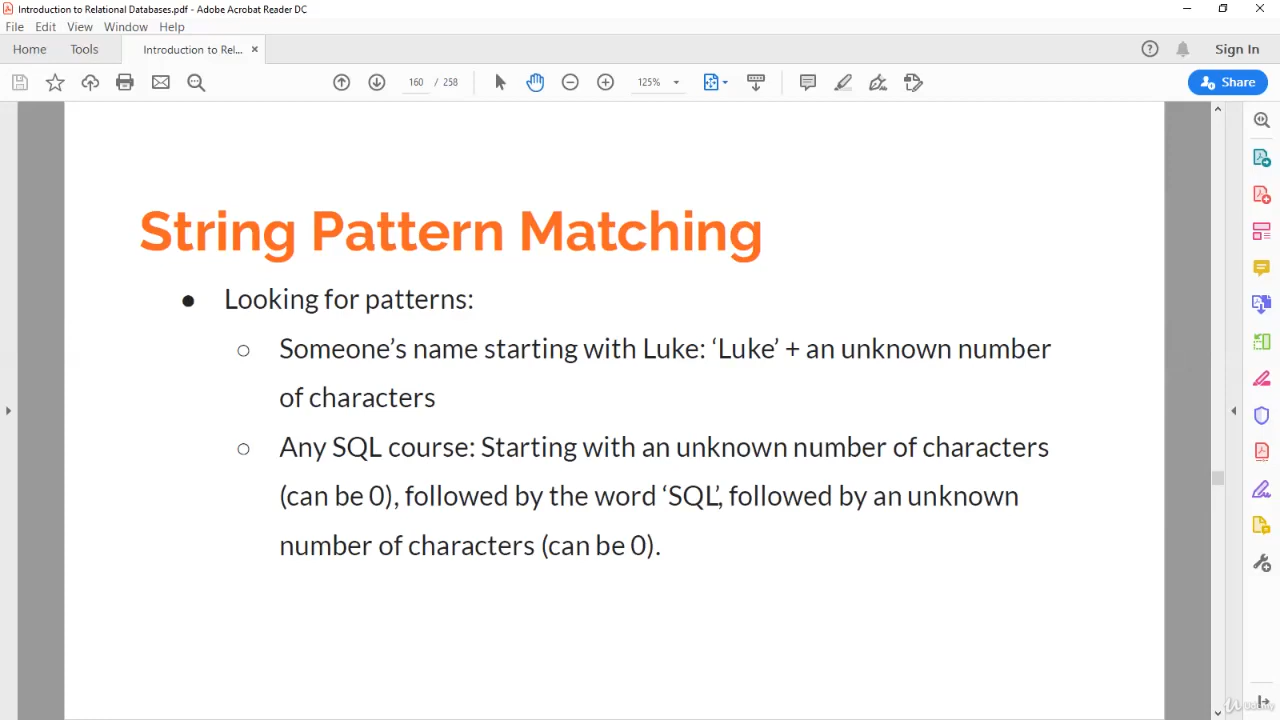 Introduction to Relational Databases.pdf - Adobe Acrobat Reader DC
File Edit View Window Help
Home Tools Introduction to Rel... × Sign In
160 / 258 125% Share
String Pattern Matching
● Looking for patterns:
○ Someone’s name starting with Luke: ‘Luke’ + an unknown number
of characters
○ Any SQL course: Starting with an unknown number of characters
(can be 0), followed by the word ‘SQL’, followed by an unknown
number of characters (can be 0).
Udemy